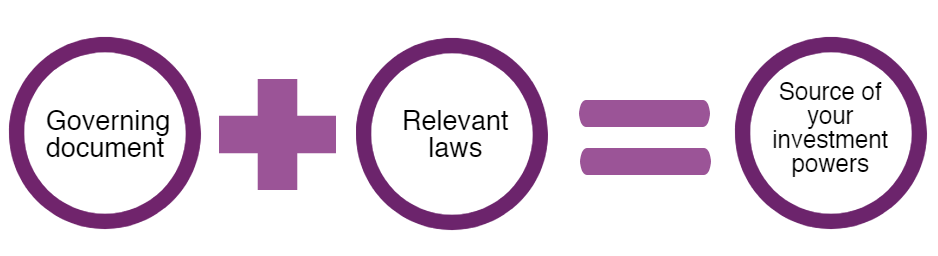 Governing
document
Relevant
laws
Source of
your
investment
powers